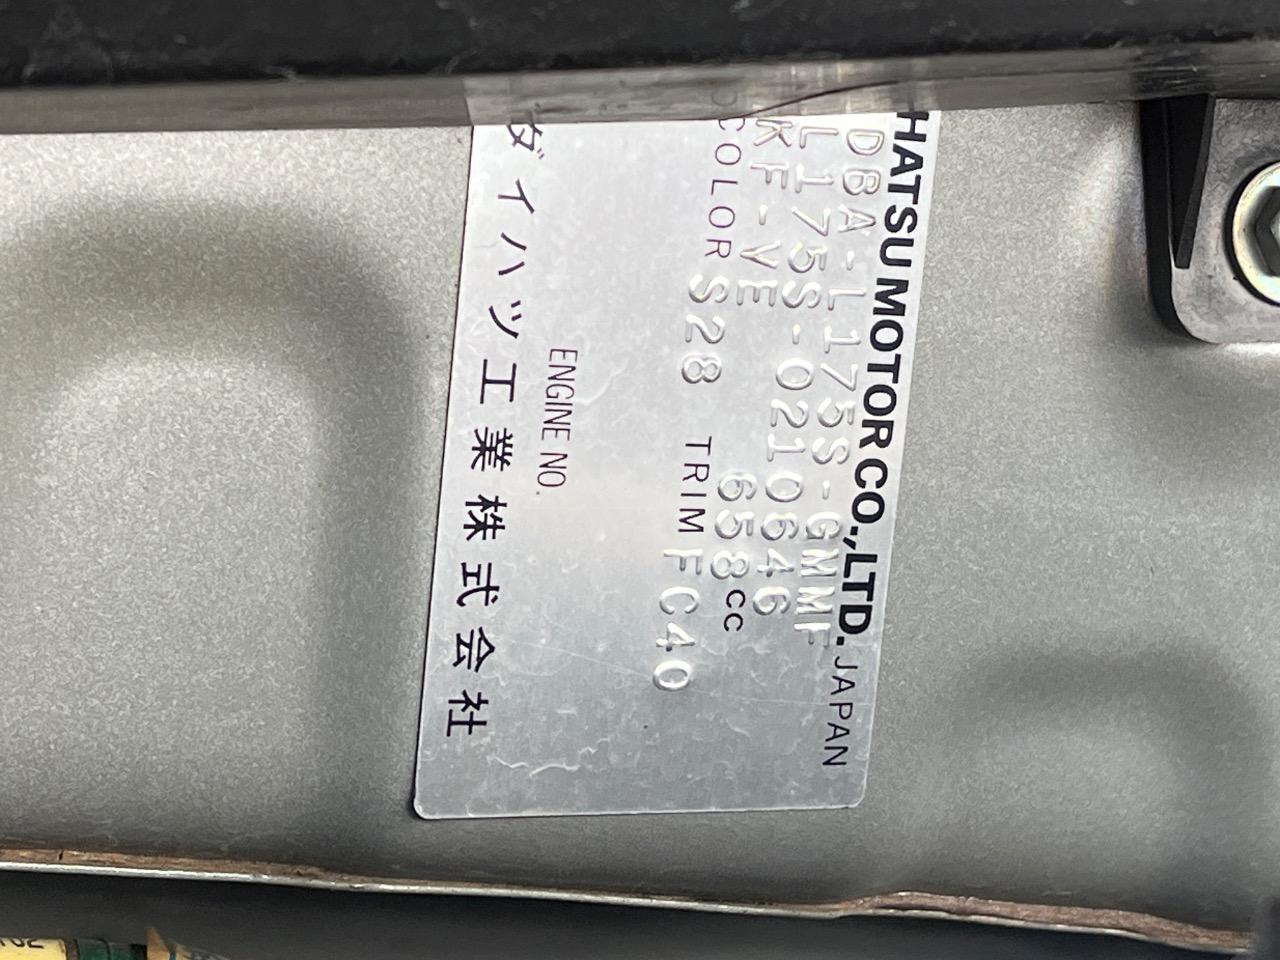 HATSU MOTOR CO.,LTD. JAPAN
DBA-L175S-GMMF
L175S-0210646
KF-VE 658cc
COLOR S28 TRIM FC40
ENGINE NO.
ダイハツ工業株式会社